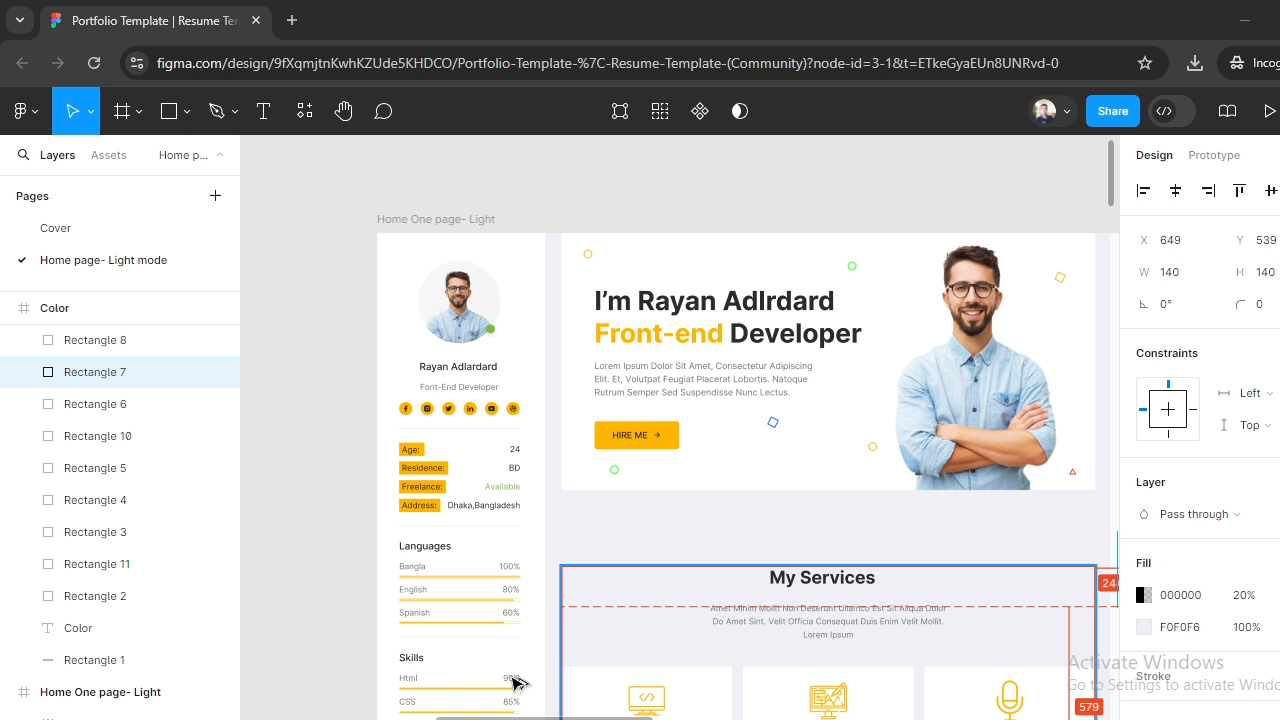 Portfolio Template | Resume Te
figma.com/design/9fXqmjtnKwhKZUde5KHDCO/Portfolio-Template-%7C-Resume-Template-(Community)?node-id=3-1&t=ETkeGyaEUn8UNRvd-0
Incog
Share
Layers
Assets
Home p...
Pages
Cover
Home page- Light mode
Color
Rectangle 8
Rectangle 7
Rectangle 6
Rectangle 10
Rectangle 5
Rectangle 4
Rectangle 3
Rectangle 11
Rectangle 2
Color
Rectangle 1
Home One page- Light
Home One page- Light
Rayan Adlardard
Font-End Developer
Age: 24
Residence: BD
Freelance: Available
Address: Dhaka,Bangladesh
Languages
Bangla 100%
English 80%
Spanish 60%
Skills
Html
CSS 85%
I'm Rayan Adlrdard
Front-end Developer
Lorem Ipsum Dolor Sit Amet, Consectetur Adipiscing
Elit. Et, Volutpat Feugiat Placerat Lobortis. Natoque
Rutrum Semper Sed Suspendisse Nunc Lectus.
HIRE ME →
My Services
Amet Minim Mollit Non Deserunt Ullamco Est Sit Aliqua Dolor
Do Amet Sint. Velit Officia Consequat Duis Enim Velit Mollit.
Lorem Ipsum
579
Design
Prototype
X 649 Y 539
W 140 H 140
0° 0
Constraints
Left
Top
Layer
Pass through
Fill
000000 20%
F0F0F6 100%
Stroke
Activate Windows
Go to Settings to activate Windo